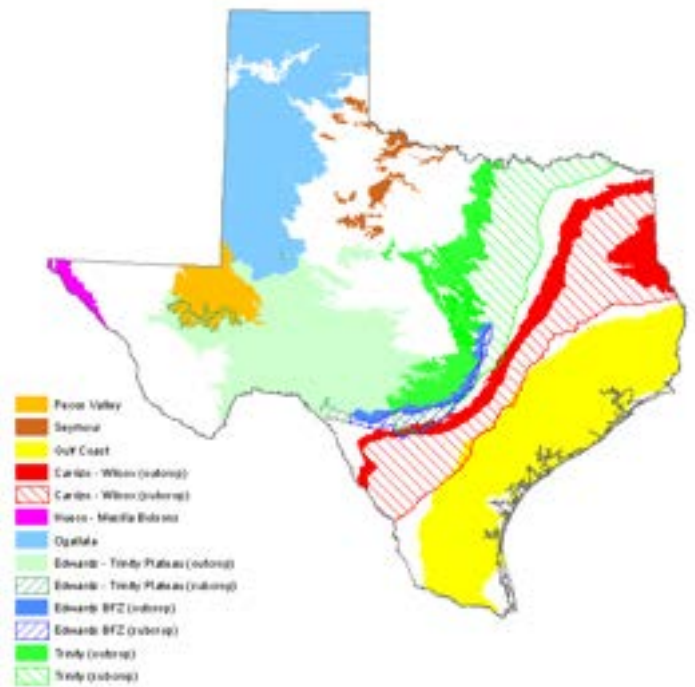 Pecos Valley
Seymour
Gulf Coast
Carrizo - Wilcox (outcrop)
Carrizo - Wilcox (subcrop)
Hueco - Mesilla Bolsons
Ogallala
Edwards - Trinity Plateau (outcrop)
Edwards - Trinity Plateau (subcrop)
Edwards BFZ (outcrop)
Edwards BFZ (subcrop)
Trinity (outcrop)
Trinity (subcrop)